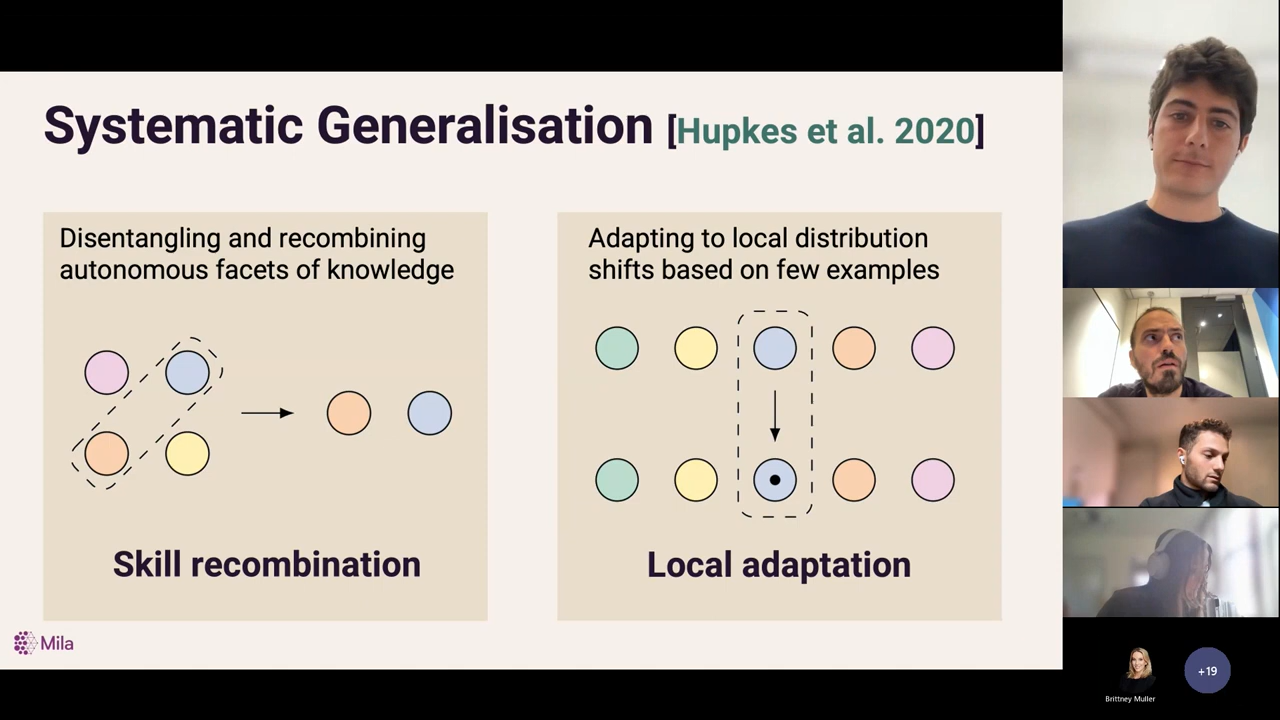 Systematic Generalisation [Hupkes et al. 2020]
Disentangling and recombining
autonomous facets of knowledge
Skill recombination
Adapting to local distribution
shifts based on few examples
Local adaptation
Mila
Brittney Muller
+19